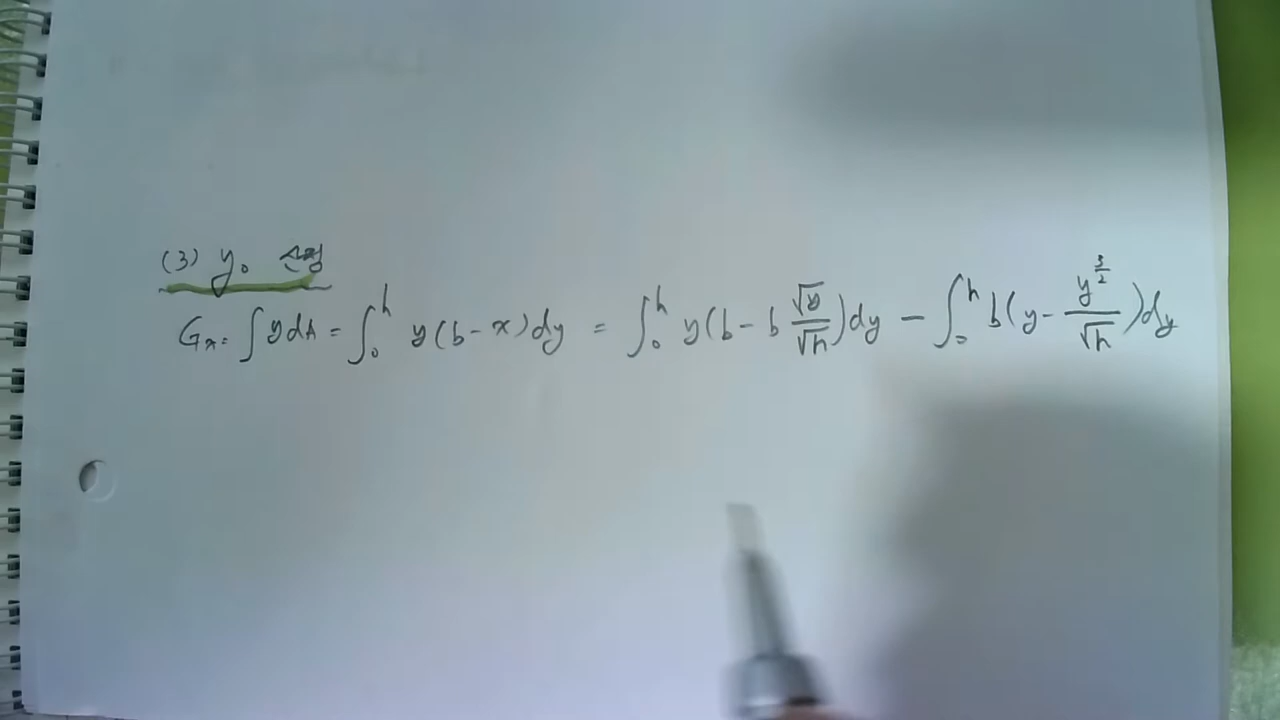 (3) y₀ 산정
Gₓ = ∫ y dA = ∫₀ʰ y(b - x)dy = ∫₀ʰ y(b - b √y/√h)dy - ∫₀ʰ b(y - y^(3/2)/√h)dy